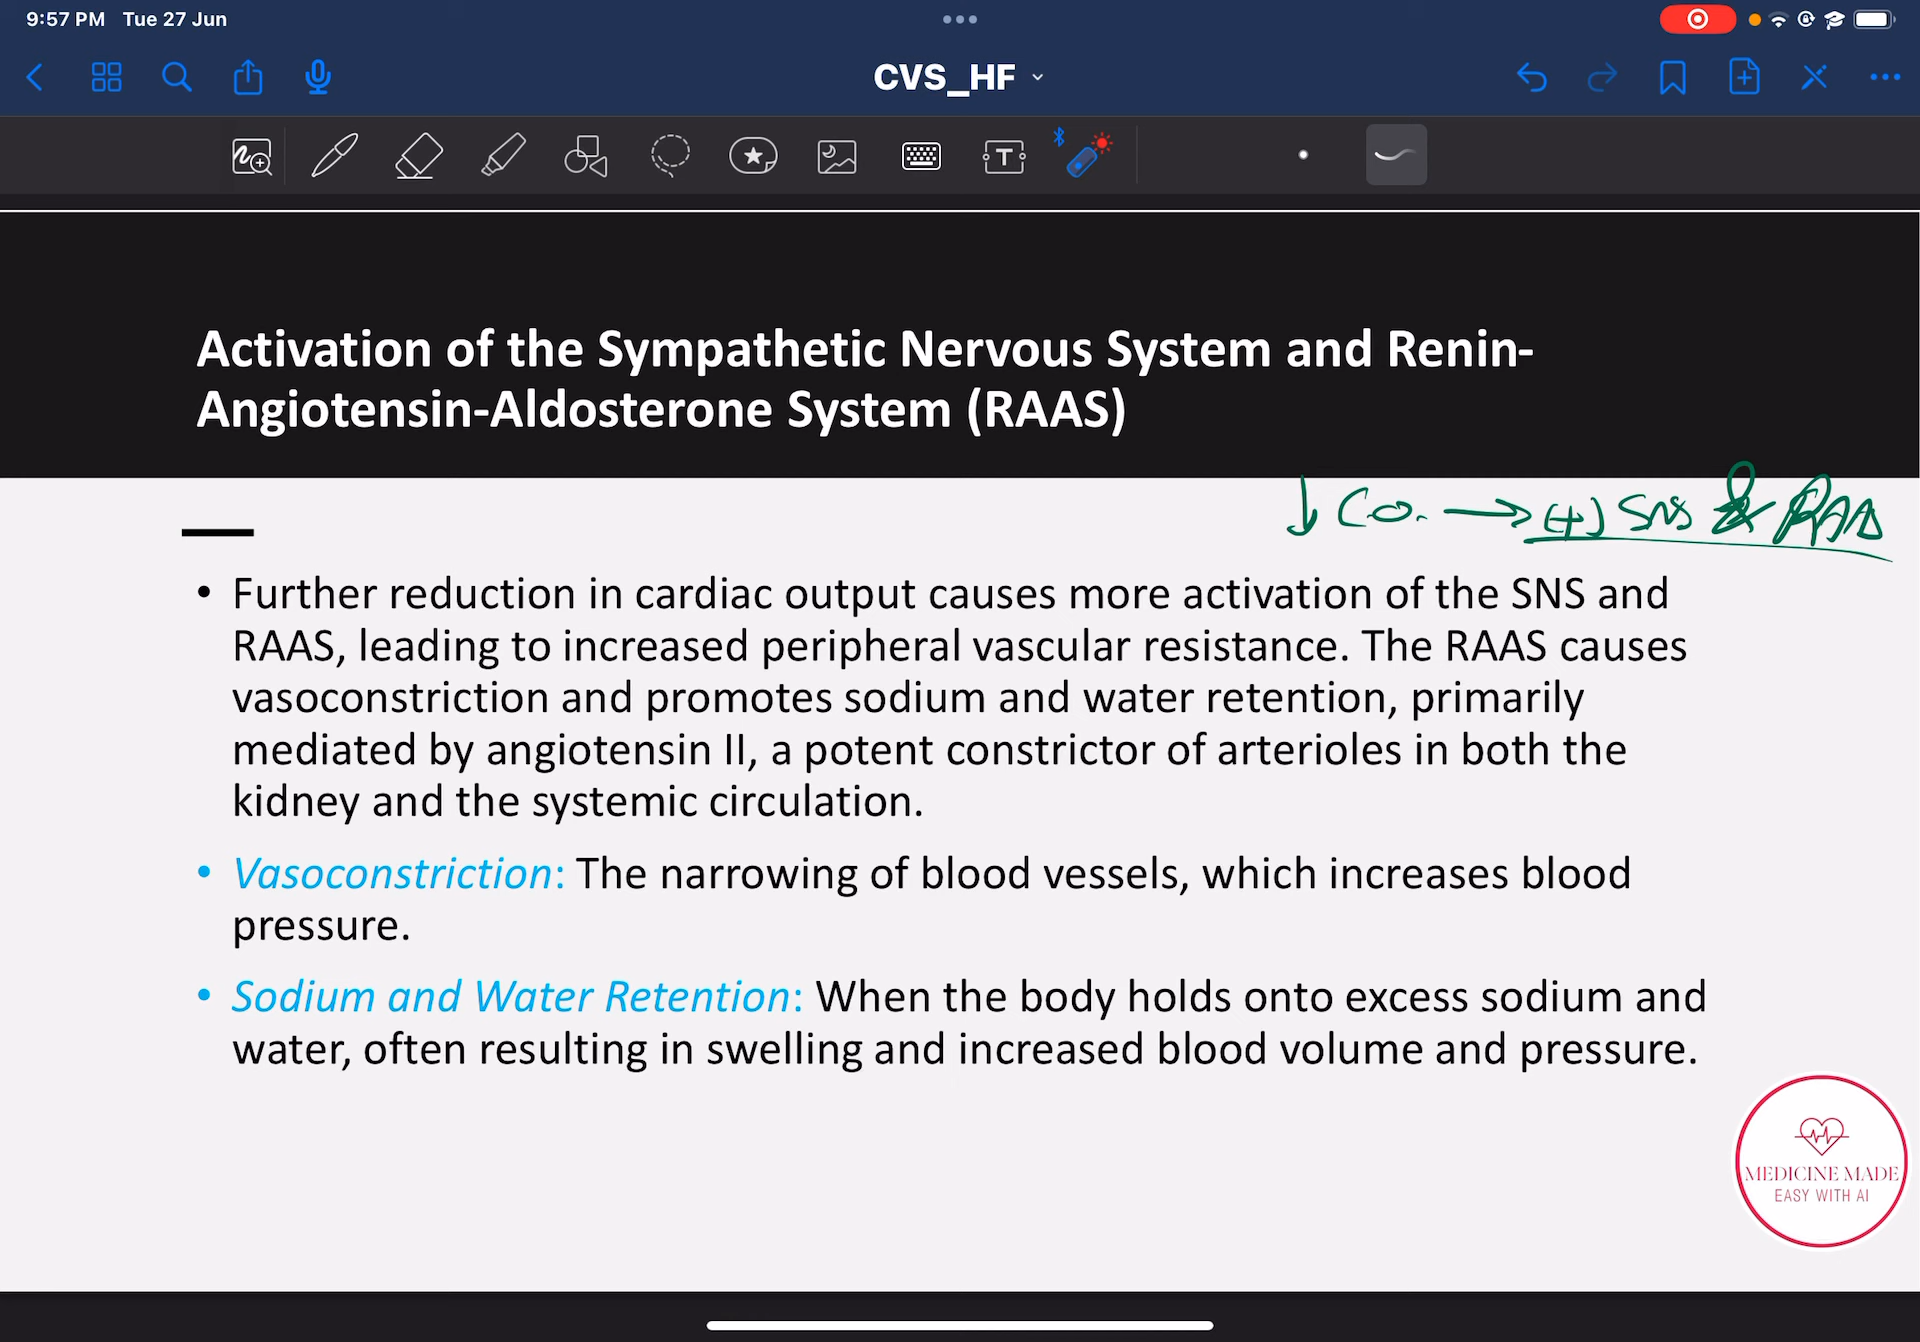 9:57 PM Tue 27 Jun
CVS_HF
T
Activation of the Sympathetic Nervous System and Renin-
Angiotensin-Aldosterone System (RAAS)
↓ CO. → (+) SNS & RAA
• Further reduction in cardiac output causes more activation of the SNS and
RAAS, leading to increased peripheral vascular resistance. The RAAS causes
vasoconstriction and promotes sodium and water retention, primarily
mediated by angiotensin II, a potent constrictor of arterioles in both the
kidney and the systemic circulation.
• Vasoconstriction: The narrowing of blood vessels, which increases blood
pressure.
• Sodium and Water Retention: When the body holds onto excess sodium and
water, often resulting in swelling and increased blood volume and pressure.
MEDICINE MADE
EASY WITH AI